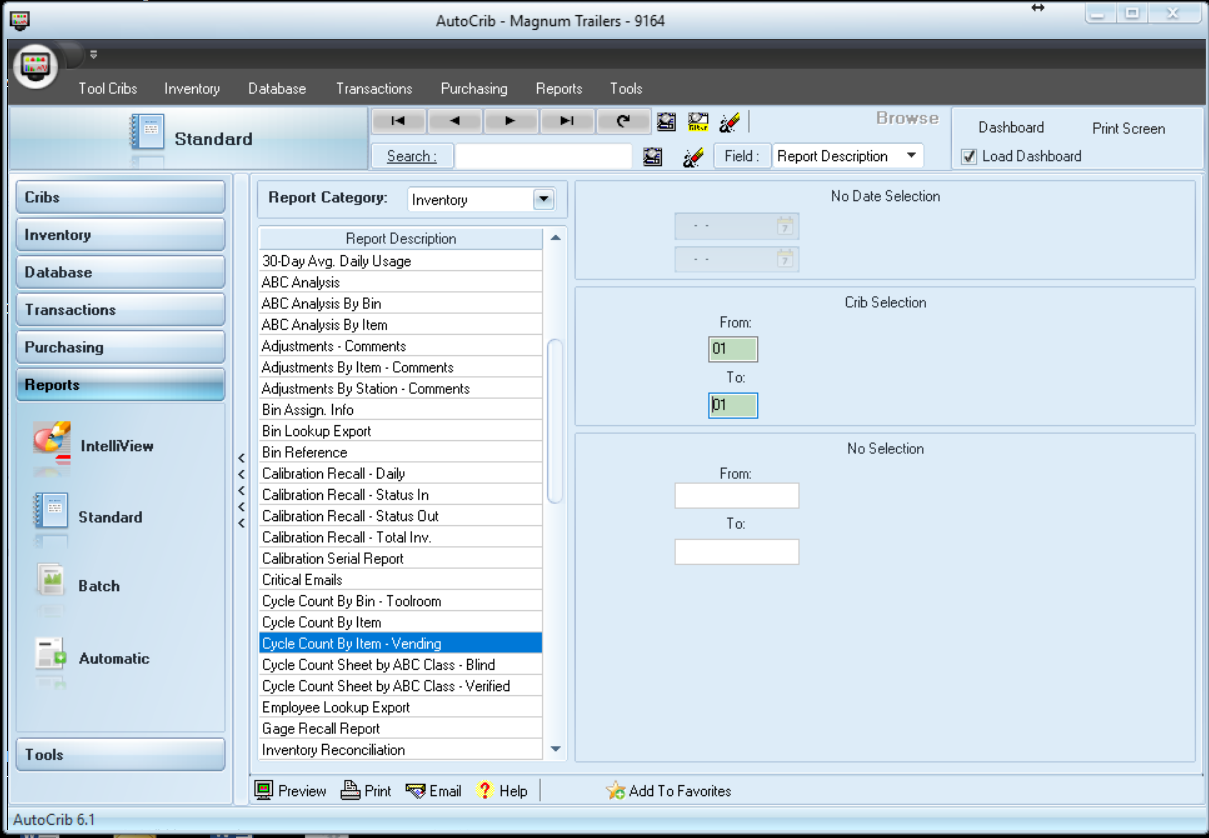 AutoCrib - Magnum Trailers - 9164
Tool Cribs Inventory Database Transactions Purchasing Reports Tools
Standard
Browse
Search :
filter
Field :
Report Description
Dashboard
Print Screen
Load Dashboard
Cribs
Inventory
Database
Transactions
Purchasing
Reports
IntelliView
Standard
Batch
Automatic
Tools
<
<
<
<
<
Report Category:
Inventory
Report Description
30-Day Avg. Daily Usage
ABC Analysis
ABC Analysis By Bin
ABC Analysis By Item
Adjustments - Comments
Adjustments By Item - Comments
Adjustments By Station - Comments
Bin Assign. Info
Bin Lookup Export
Bin Reference
Calibration Recall - Daily
Calibration Recall - Status In
Calibration Recall - Status Out
Calibration Recall - Total Inv.
Calibration Serial Report
Critical Emails
Cycle Count By Bin - Toolroom
Cycle Count By Item
Cycle Count By Item - Vending
Cycle Count Sheet by ABC Class - Blind
Cycle Count Sheet by ABC Class - Verified
Employee Lookup Export
Gage Recall Report
Inventory Reconciliation
No Date Selection
- -
7
- -
7
Crib Selection
From:
01
To:
01
No Selection
From:
To:
Preview Print Email ? Help Add To Favorites
AutoCrib 6.1